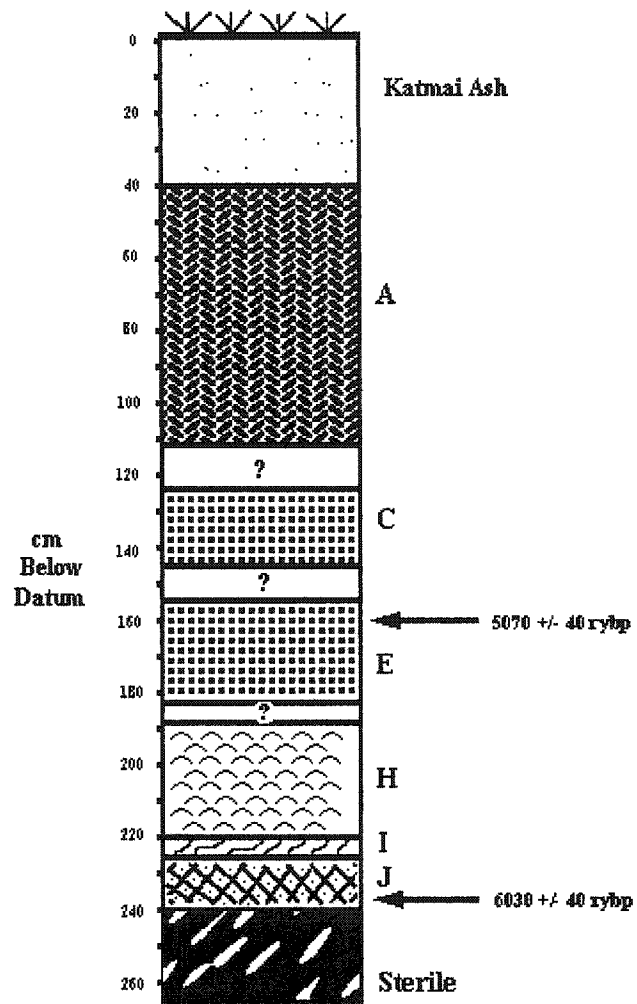 0
Katmai Ash
20
40
60
A
80
100
120
?
C
cm
Below
Datum
140
?
160
5070 +/- 40 rybp
E
180
?
200
H
220
I
J
6030 +/- 40 rybp
240
Sterile
260